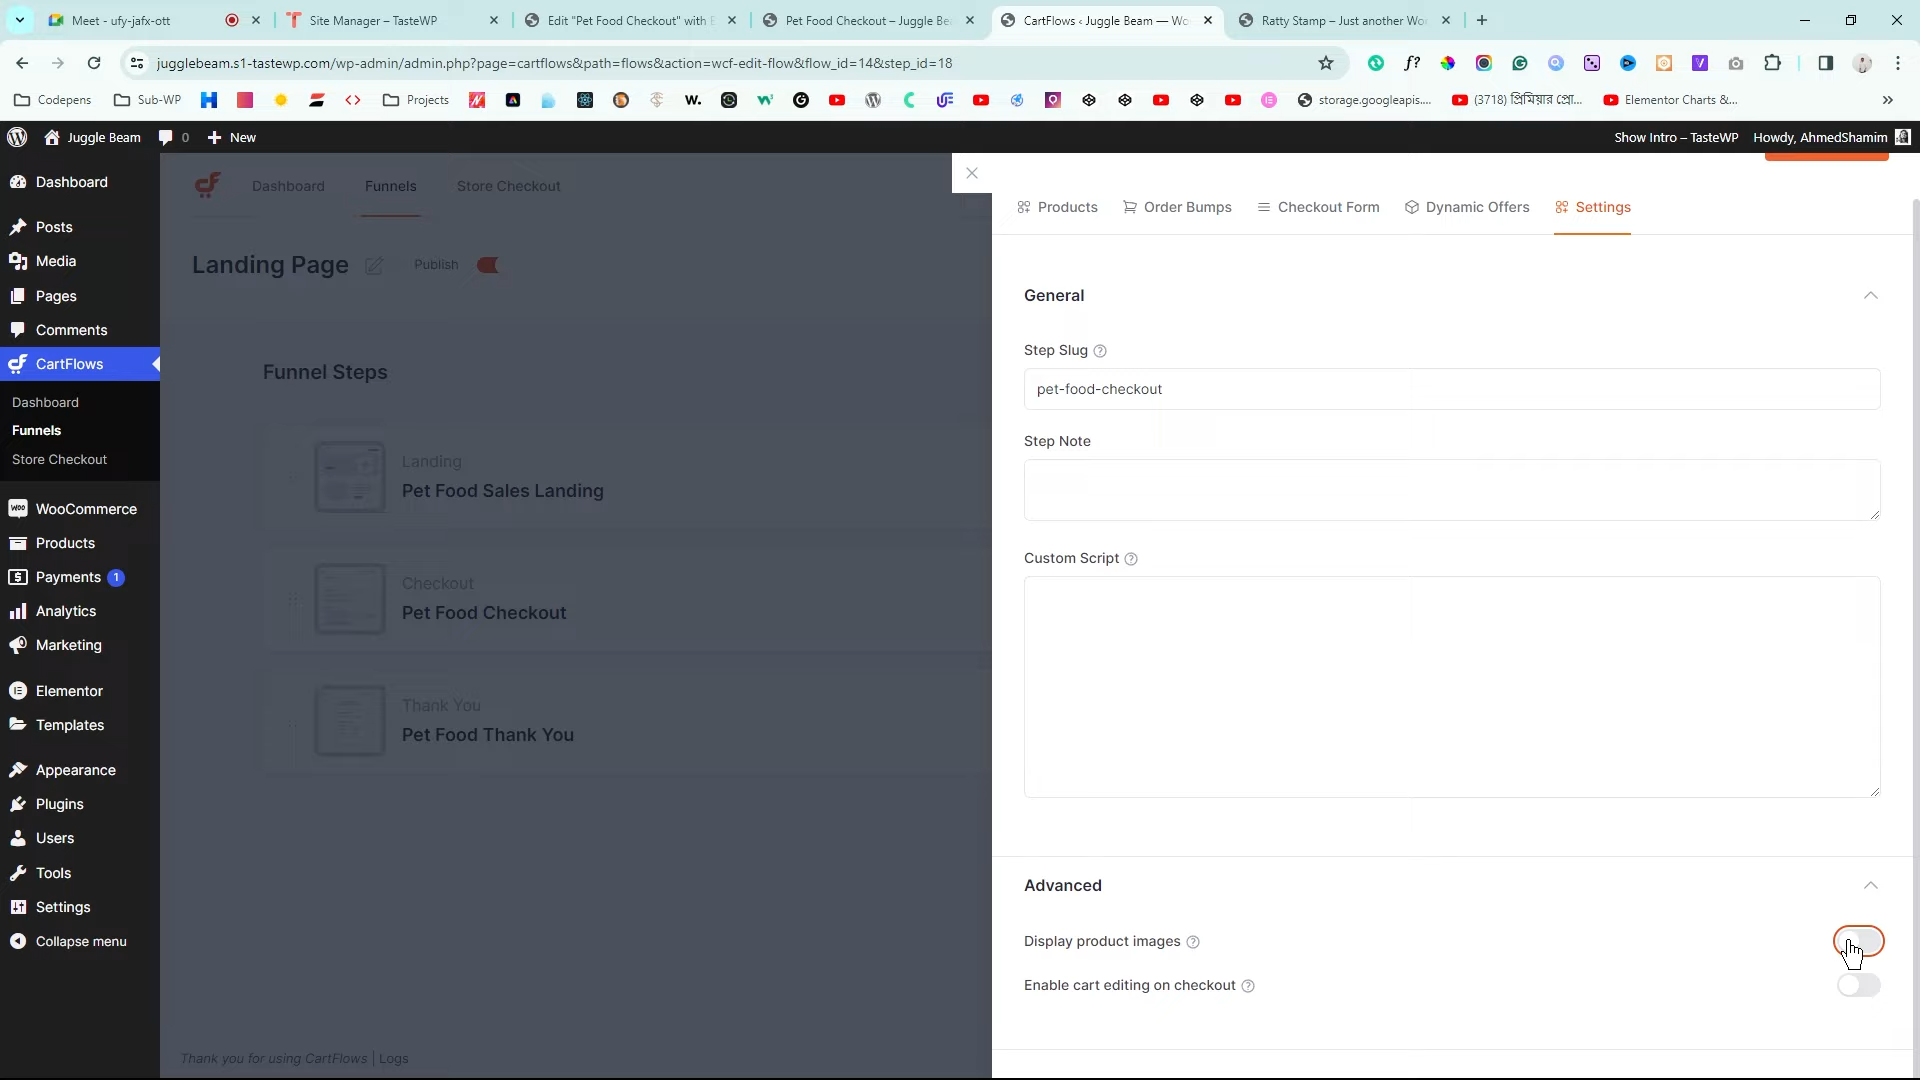 Meet - ufy-jafx-ott
Site Manager – TasteWP
Edit "Pet Food Checkout" with E
Pet Food Checkout – Juggle Be
CartFlows ‹ Juggle Beam — Wo
Ratty Stamp – Just another Wo
jugglebeam.s1-tastewp.com/wp-admin/admin.php?page=cartflows&path=flows&action=wcf-edit-flow&flow_id=14&step_id=18
Codepens
Sub-WP
Projects
storage.googleapis....
(3718) প্রিমিয়ার প্রো...
Elementor Charts &...
Juggle Beam
0
New
Show Intro – TasteWP
Howdy, AhmedShamim
Dashboard
Posts
Media
Pages
Comments
CartFlows
Dashboard
Funnels
Store Checkout
WooCommerce
Products
Payments 1
Analytics
Marketing
Elementor
Templates
Appearance
Plugins
Users
Tools
Settings
Collapse menu
Dashboard
Funnels
Store Checkout
Landing Page
Publish
Funnel Steps
Landing
Pet Food Sales Landing
Checkout
Pet Food Checkout
Thank You
Pet Food Thank You
Thank you for using CartFlows | Logs
Products
Order Bumps
Checkout Form
Dynamic Offers
Settings
General
Step Slug
pet-food-checkout
Step Note
Custom Script
Advanced
Display product images
Enable cart editing on checkout